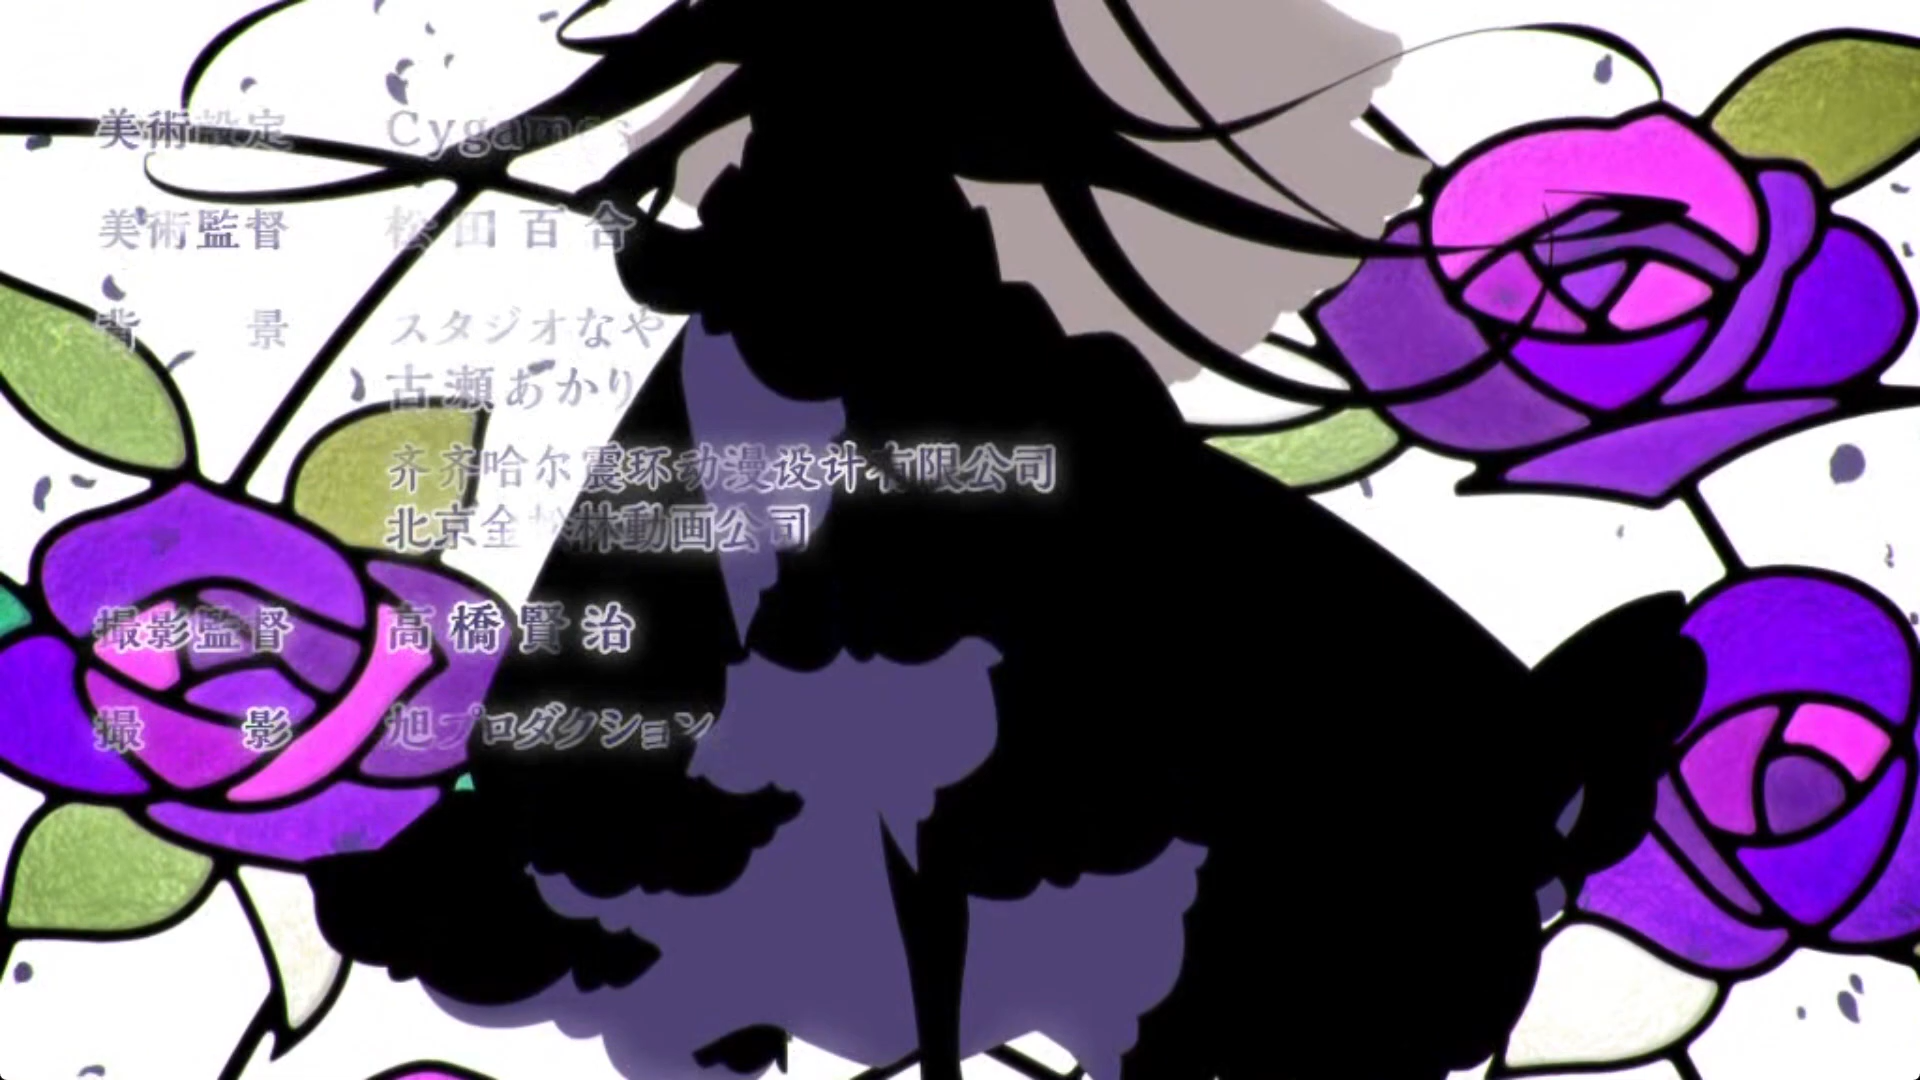 美術設定 Cygames
美術監督 松田百合
背景 スタジオなや
古瀬あかり
齐齐哈尔震环动漫设计有限公司
北京金松林動画公司
撮影監督 高橋賢治
撮影 旭プロダクション